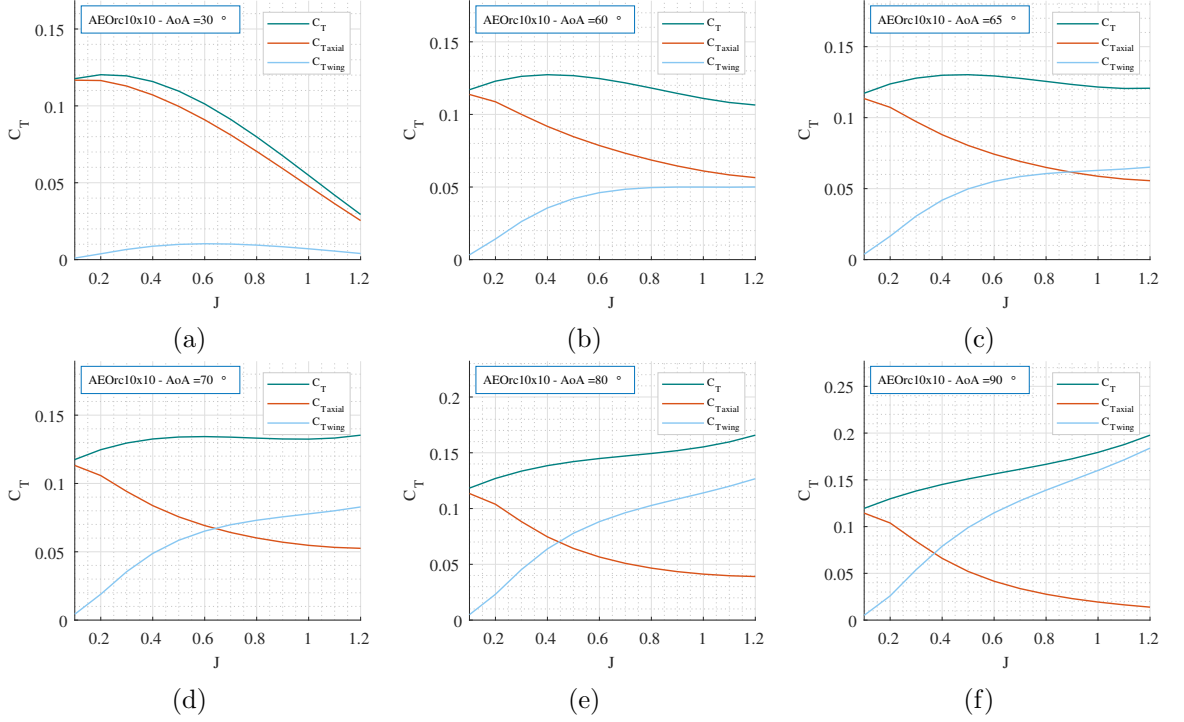 AEOrc10x10 - AoA =30 °
C_T
C_Taxial
C_Twing
0.15
0.1
0.05
0
C_T
0.2 0.4 0.6 0.8 1 1.2
J
(a)
AEOrc10x10 - AoA =60 °
C_T
C_Taxial
C_Twing
0.15
0.1
0.05
0
C_T
0.2 0.4 0.6 0.8 1 1.2
J
(b)
AEOrc10x10 - AoA =65 °
C_T
C_Taxial
C_Twing
0.15
0.1
0.05
0
C_T
0.2 0.4 0.6 0.8 1 1.2
J
(c)
AEOrc10x10 - AoA =70 °
C_T
C_Taxial
C_Twing
0.15
0.1
0.05
0
C_T
0.2 0.4 0.6 0.8 1 1.2
J
(d)
AEOrc10x10 - AoA =80 °
C_T
C_Taxial
C_Twing
0.2
0.15
0.1
0.05
0
C_T
0.2 0.4 0.6 0.8 1 1.2
J
(e)
AEOrc10x10 - AoA =90 °
C_T
C_Taxial
C_Twing
0.25
0.2
0.15
0.1
0.05
0
C_T
0.2 0.4 0.6 0.8 1 1.2
J
(f)